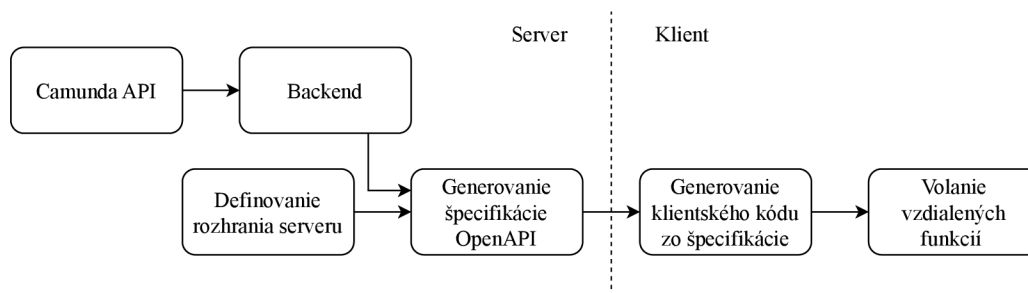 Server
Klient
Camunda API
Backend
Definovanie
rozhrania serveru
Generovanie
špecifikácie
OpenAPI
Generovanie
klientského kódu
zo špecifikácie
Volanie
vzdialených
funkcií